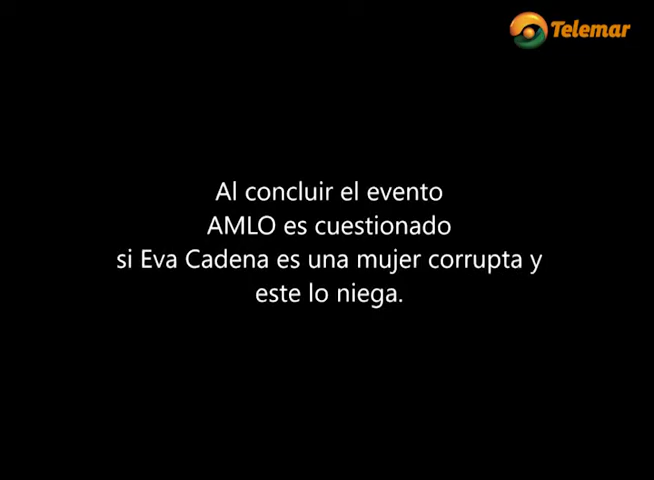 Telemar
Al concluir el evento
AMLO es cuestionado
si Eva Cadena es una mujer corrupta y
este lo niega.